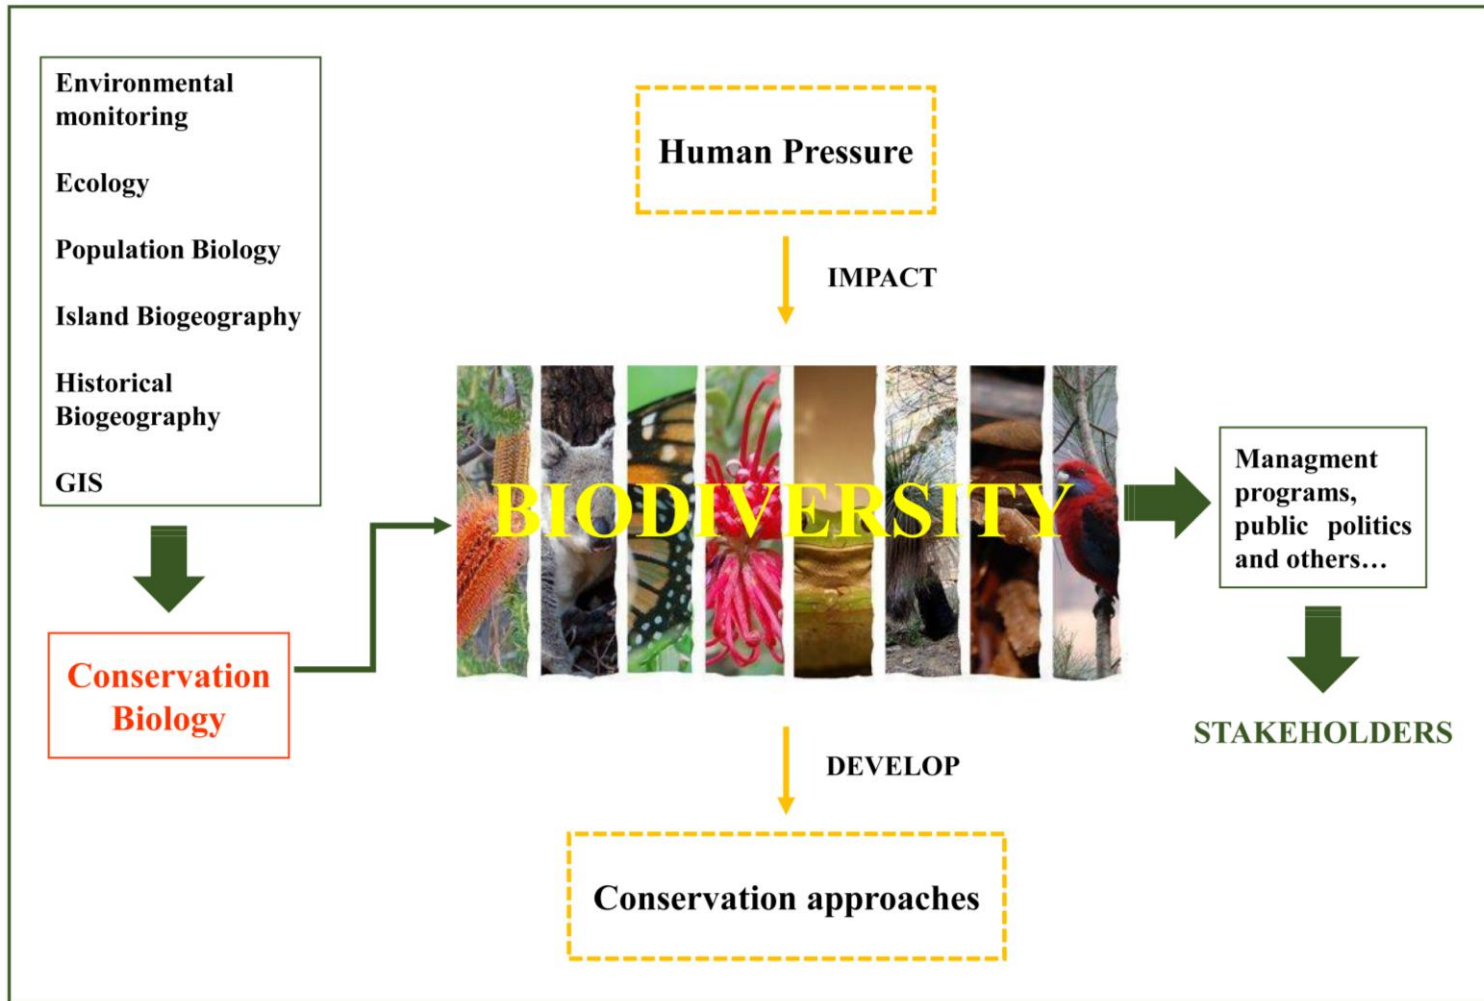 Environmental
monitoring
Ecology
Population Biology
Island Biogeography
Historical
Biogeography
GIS
Conservation
Biology
Human Pressure
IMPACT
BIODIVERSITY
DEVELOP
Conservation approaches
Managment
programs,
public politics
and others...
STAKEHOLDERS